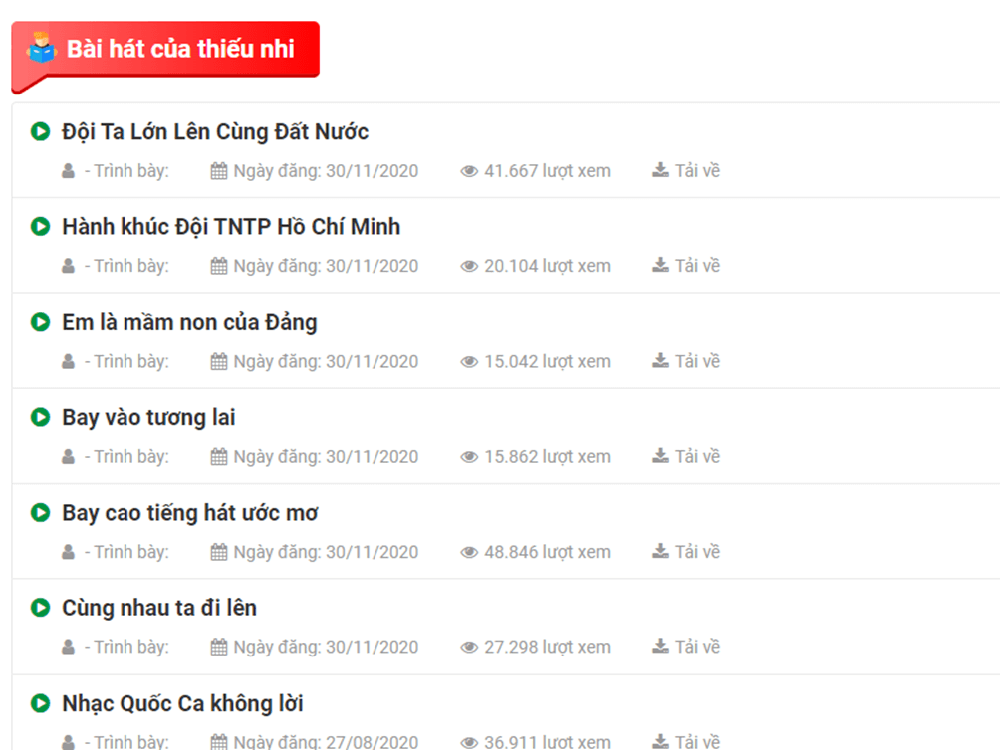 Bài hát của thiếu nhi
Đội Ta Lớn Lên Cùng Đất Nước
- Trình bày: Ngày đăng: 30/11/2020 41.667 lượt xem Tải về
Hành khúc Đội TNTP Hồ Chí Minh
- Trình bày: Ngày đăng: 30/11/2020 20.104 lượt xem Tải về
Em là mầm non của Đảng
- Trình bày: Ngày đăng: 30/11/2020 15.042 lượt xem Tải về
Bay vào tương lai
- Trình bày: Ngày đăng: 30/11/2020 15.862 lượt xem Tải về
Bay cao tiếng hát ước mơ
- Trình bày: Ngày đăng: 30/11/2020 48.846 lượt xem Tải về
Cùng nhau ta đi lên
- Trình bày: Ngày đăng: 30/11/2020 27.298 lượt xem Tải về
Nhạc Quốc Ca không lời
- Trình bày: Ngày đăng: 27/08/2020 36.911 lượt xem Tải về